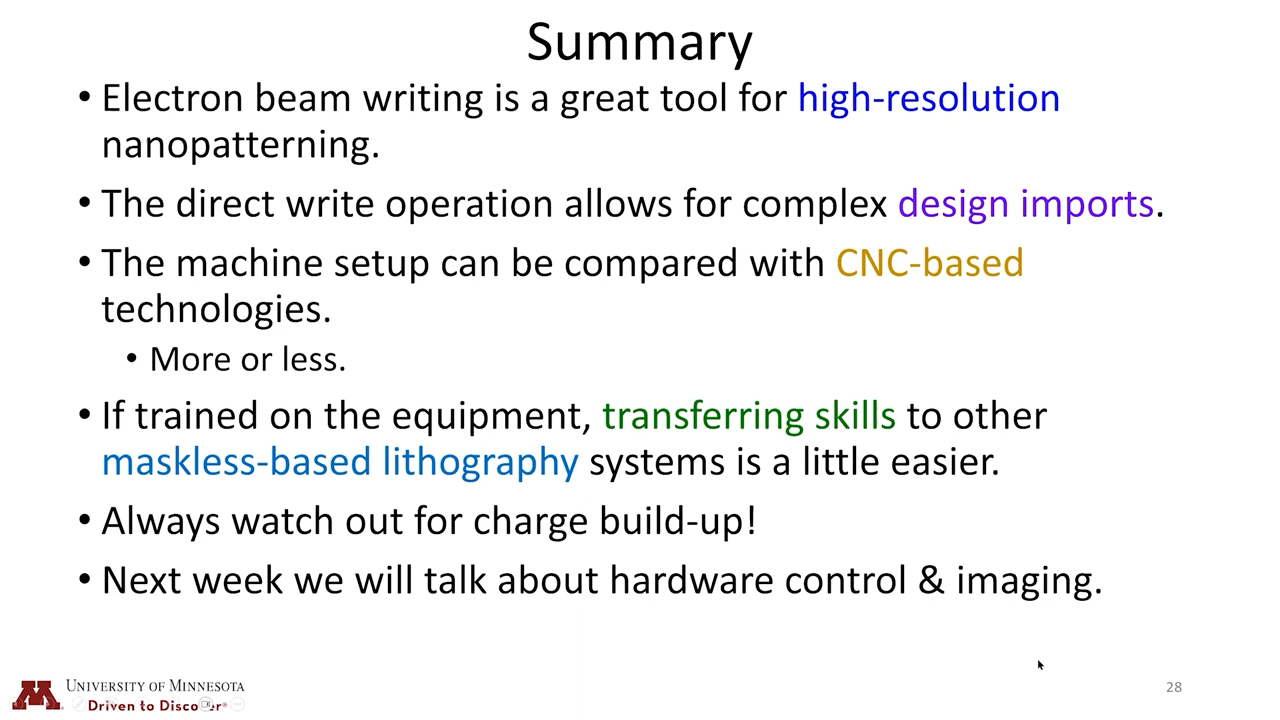 Summary
• Electron beam writing is a great tool for high-resolution
nanopatterning.
• The direct write operation allows for complex design imports.
• The machine setup can be compared with CNC-based
technologies.
• More or less.
• If trained on the equipment, transferring skills to other
maskless-based lithography systems is a little easier.
• Always watch out for charge build-up!
• Next week we will talk about hardware control & imaging.
M
UNIVERSITY OF MINNESOTA
Driven to Discover
28